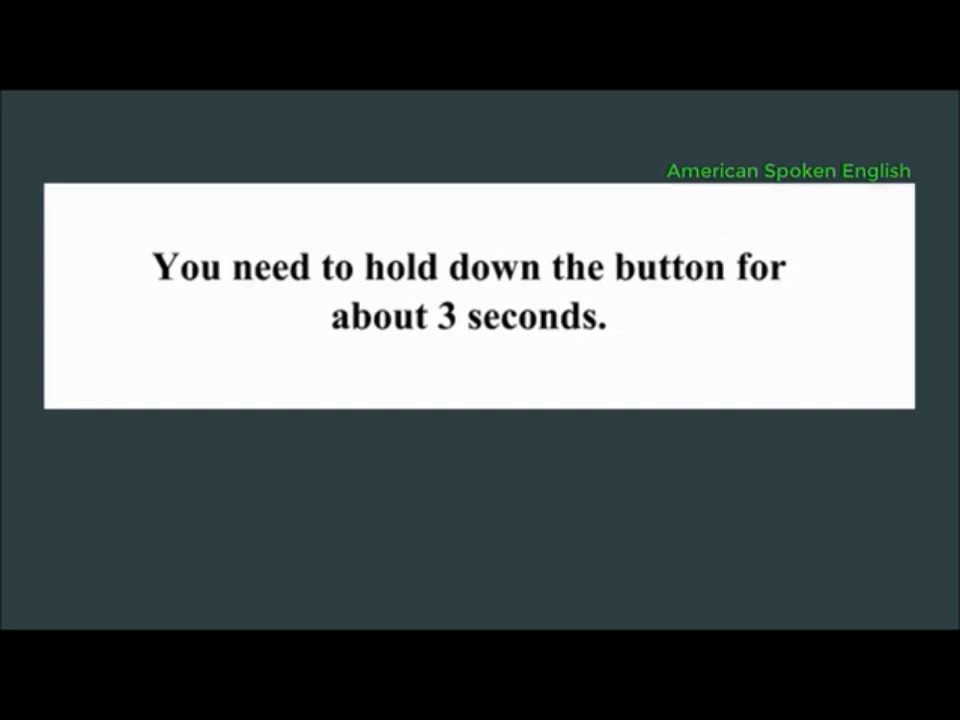 American Spoken English
You need to hold down the button for
about 3 seconds.